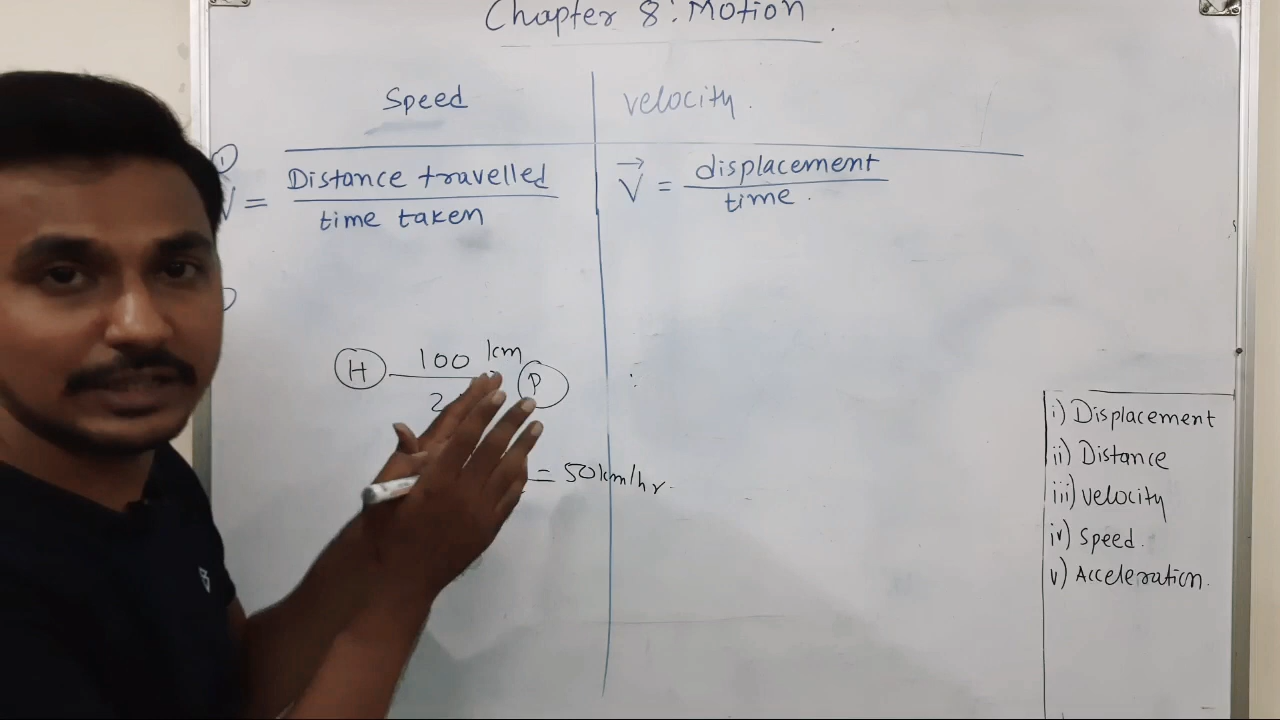 Chapter 8: Motion
Speed
velocity.
①
V = Distance travelled
time taken
V = displacement
time.
H
100 km
2
P
= 50km/hr.
i) Displacement
ii) Distance
iii) velocity
iv) Speed.
v) Acceleration.